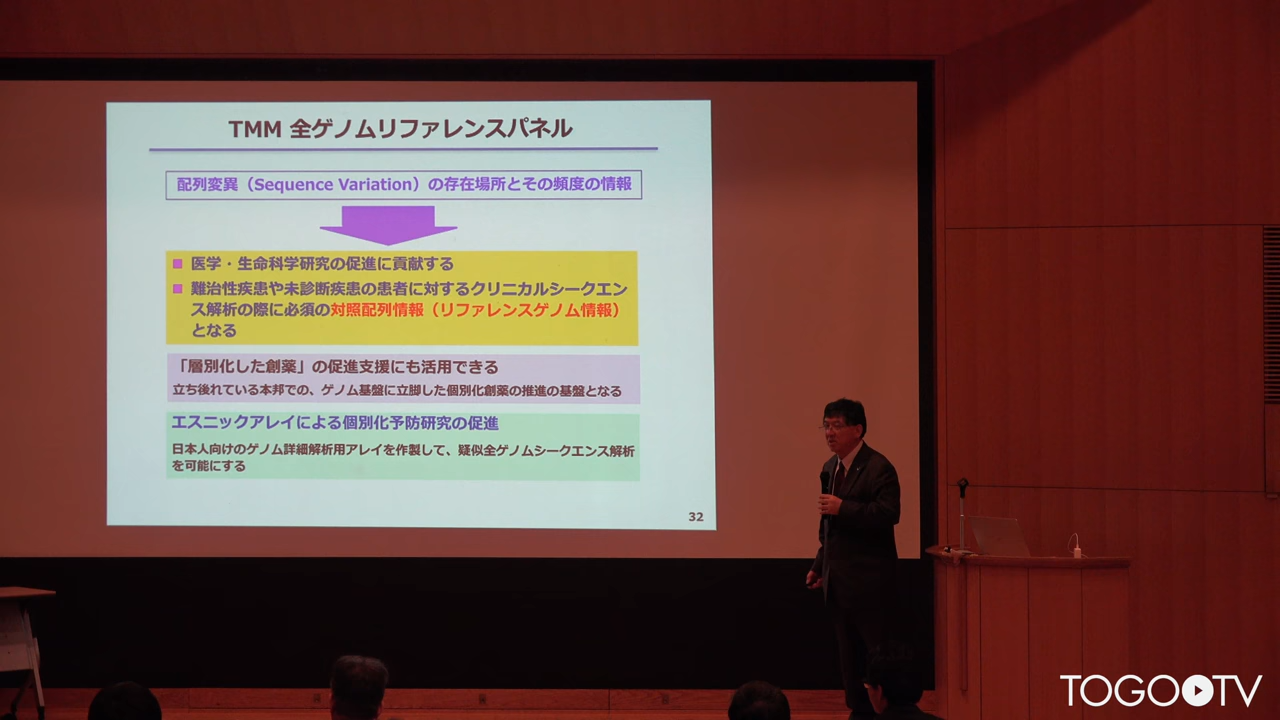 TMM 全ゲノムリファレンスパネル
配列変異（Sequence Variation）の存在場所とその頻度の情報
医学・生命科学研究の促進に貢献する
難治性疾患や未診断疾患の患者に対するクリニカルシークエン
ス解析の際に必須の対照配列情報（リファレンスゲノム情報）
となる
「層別化した創薬」の促進支援にも活用できる
立ち後れている本邦での、ゲノム基盤に立脚した個別化創薬の推進の基盤となる
エスニックアレイによる個別化予防研究の促進
日本人向けのゲノム詳細解析用アレイを作製して、疑似全ゲノムシークエンス解析
を可能にする
32
TOGOTV